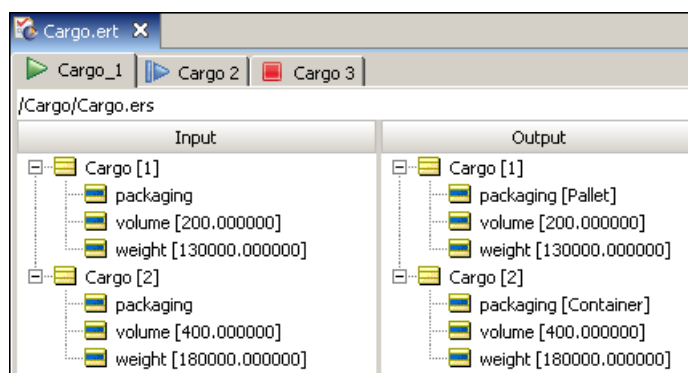 Cargo.ert
Cargo_1 Cargo 2 Cargo 3
/Cargo/Cargo.ers
Input Output
Cargo [1] Cargo [1]
packaging packaging [Pallet]
volume [200.000000] volume [200.000000]
weight [130000.000000] weight [130000.000000]
Cargo [2] Cargo [2]
packaging packaging [Container]
volume [400.000000] volume [400.000000]
weight [180000.000000] weight [180000.000000]